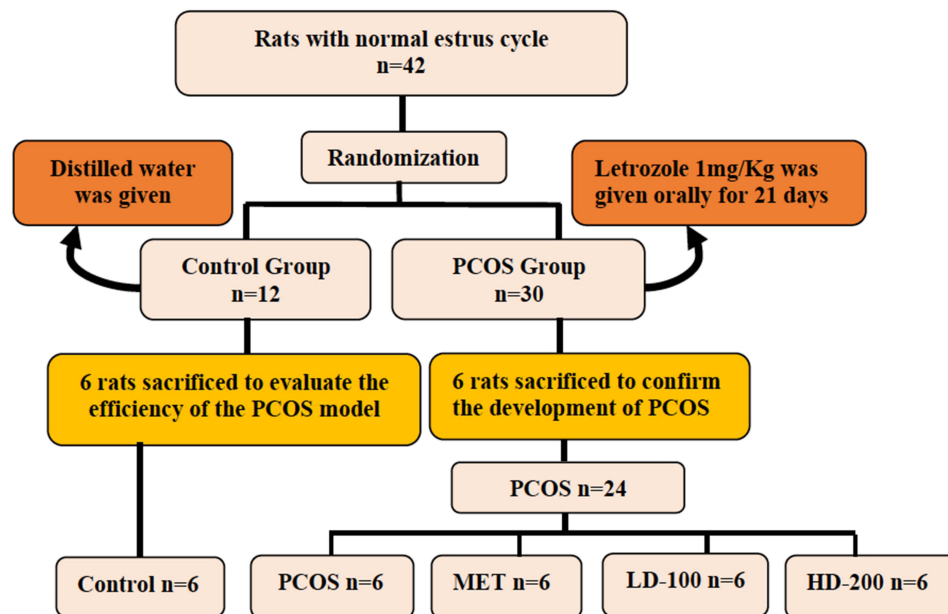 Rats with normal estrus cycle
n=42
Randomization
Distilled water
was given
Letrozole 1mg/Kg was
given orally for 21 days
Control Group
n=12
PCOS Group
n=30
6 rats sacrificed to evaluate the
efficiency of the PCOS model
6 rats sacrificed to confirm
the development of PCOS
PCOS n=24
Control n=6
PCOS n=6
MET n=6
LD-100 n=6
HD-200 n=6